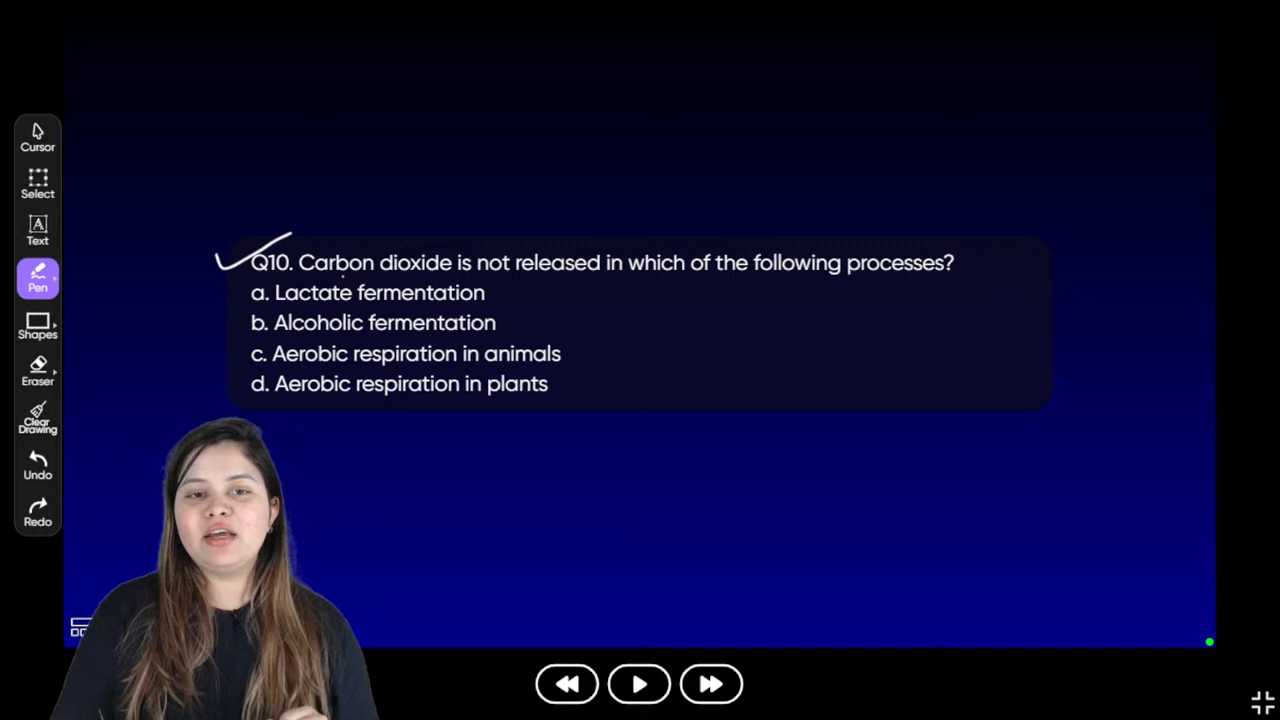 Cursor
Select
Text
Pen
Shapes
Eraser
Clear
Drawing
Undo
Redo
Q10. Carbon dioxide is not released in which of the following processes?
a. Lactate fermentation
b. Alcoholic fermentation
c. Aerobic respiration in animals
d. Aerobic respiration in plants